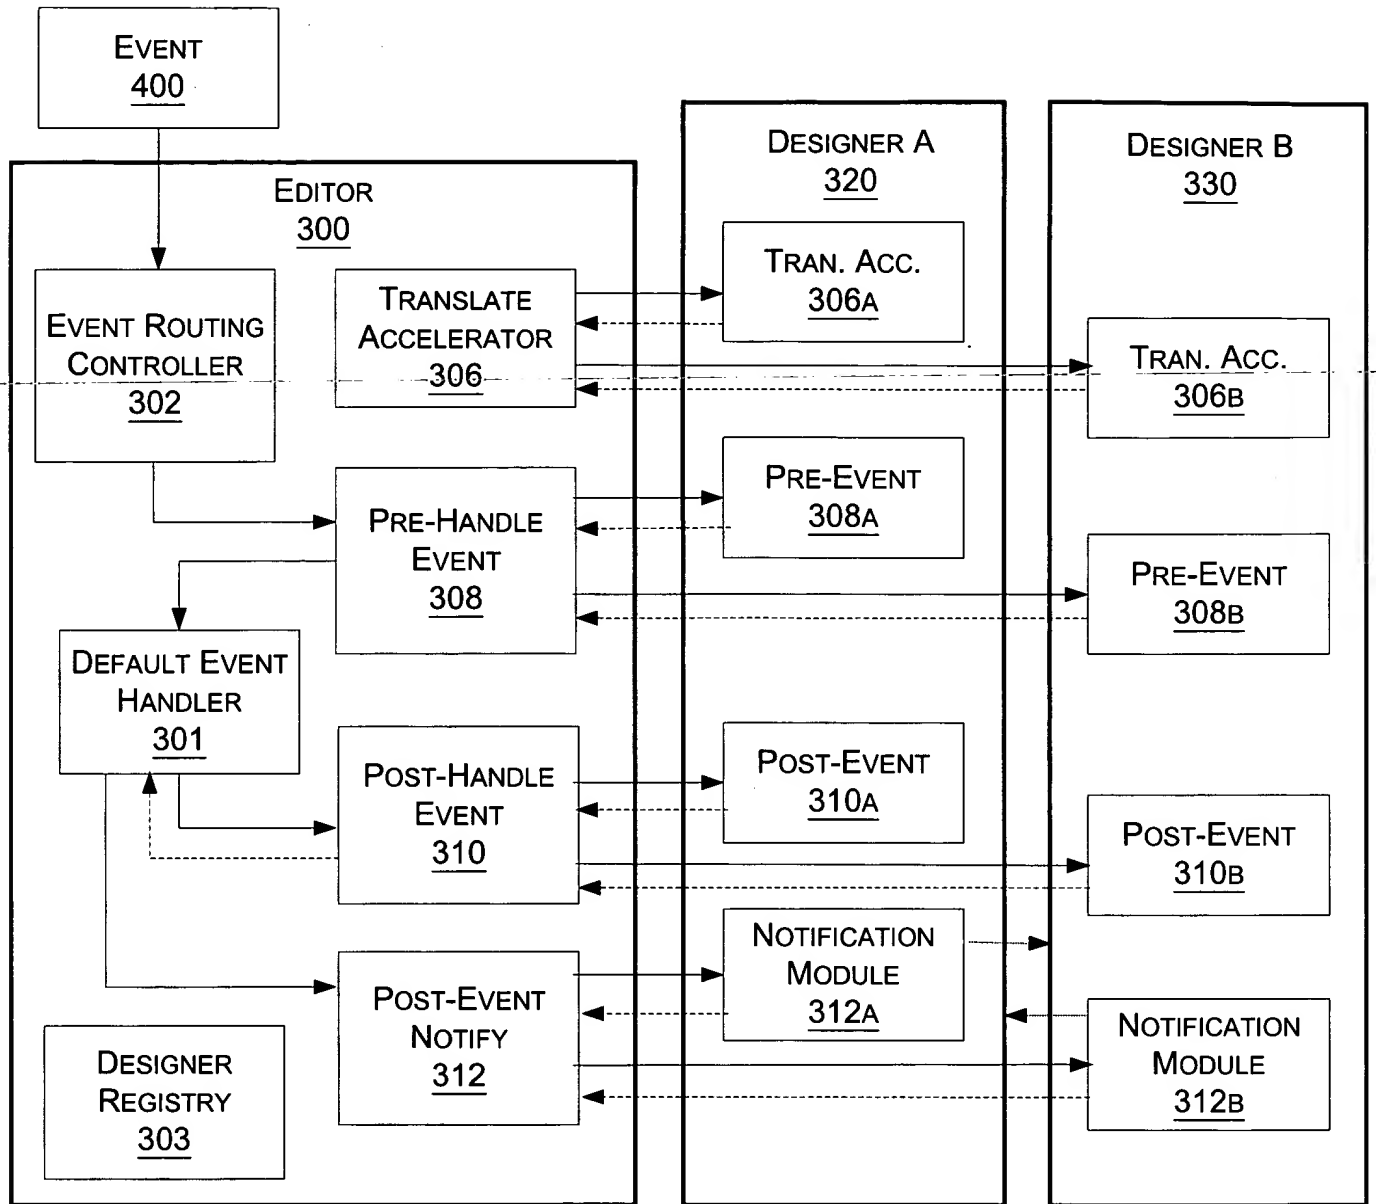 EVENT
400
EDITOR
300
EVENT ROUTING
CONTROLLER
302
TRANSLATE
ACCELERATOR
306
PRE-HANDLE
EVENT
308
DEFAULT EVENT
HANDLER
301
POST-HANDLE
EVENT
310
POST-EVENT
NOTIFY
312
DESIGNER
REGISTRY
303
DESIGNER A
320
TRAN. ACC.
306A
PRE-EVENT
308A
POST-EVENT
310A
NOTIFICATION
MODULE
312A
DESIGNER B
330
TRAN. ACC.
306B
PRE-EVENT
308B
POST-EVENT
310B
NOTIFICATION
MODULE
312B